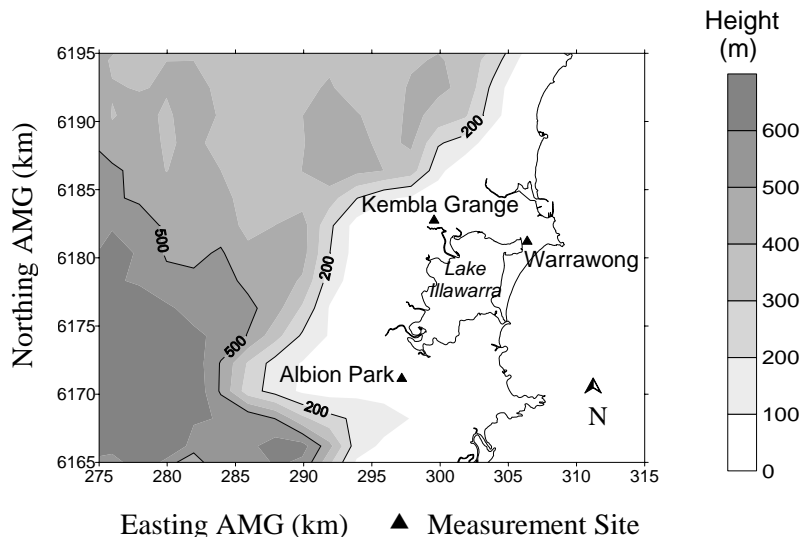 Height
(m)
600
500
400
300
200
100
0
Northing AMG (km)
6195
6190
6185
6180
6175
6170
6165
200
Kembla Grange
500
200
Warrawong
Lake
Illawarra
500
Albion Park
200
N
275
280
285
290
295
300
305
310
315
Easting AMG (km)
Measurement Site